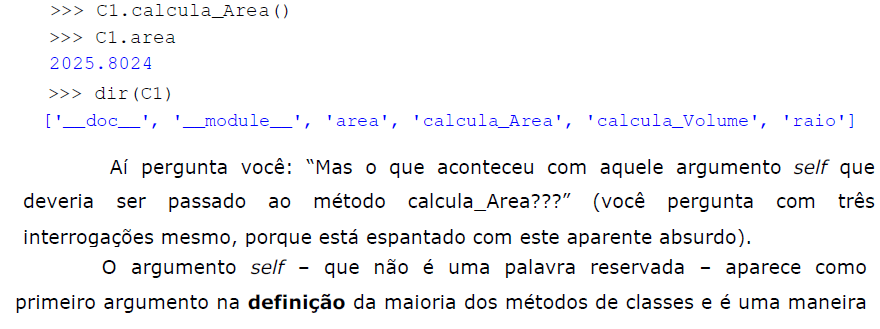 >>> C1.calcula_Area()
>>> C1.area
2025.8024
>>> dir(C1)
['__doc__', '__module__', 'area', 'calcula_Area', 'calcula_Volume', 'raio']
Aí pergunta você: “Mas o que aconteceu com aquele argumento self que
deveria ser passado ao método calcula_Area???” (você pergunta com três
interrogações mesmo, porque está espantado com este aparente absurdo).
O argumento self – que não é uma palavra reservada – aparece como
primeiro argumento na definição da maioria dos métodos de classes e é uma maneira